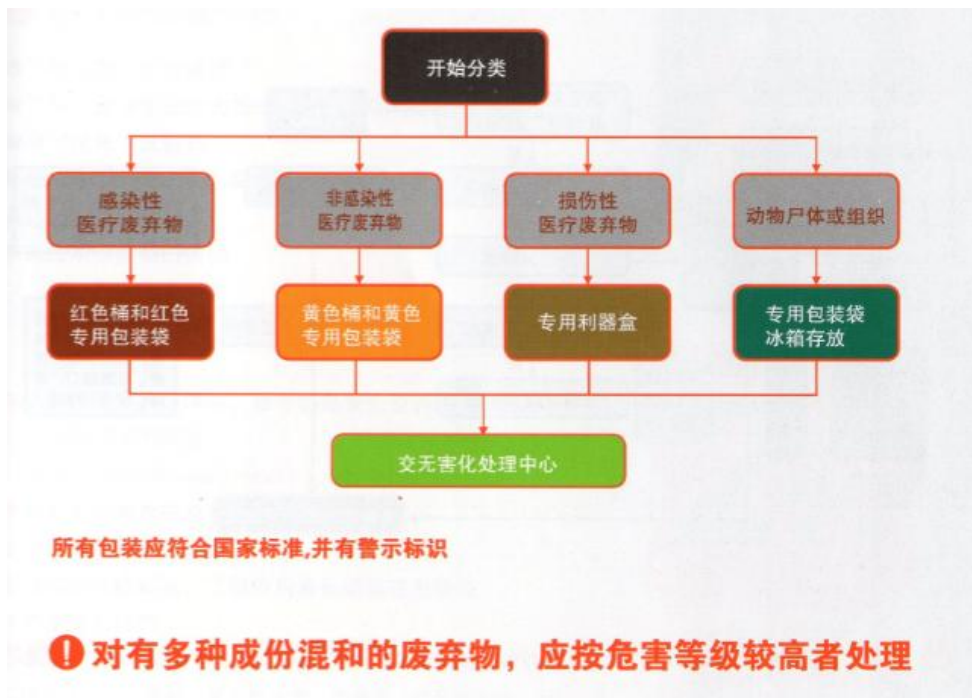 开始分类
感染性
医疗废弃物
非感染性
医疗废弃物
损伤性
医疗废弃物
动物尸体或组织
红色桶和红色
专用包装袋
黄色桶和黄色
专用包装袋
专用利器盒
专用包装袋
冰箱存放
交无害化处理中心
所有包装应符合国家标准,并有警示标识
! 对有多种成份混和的废弃物，应按危害等级较高者处理